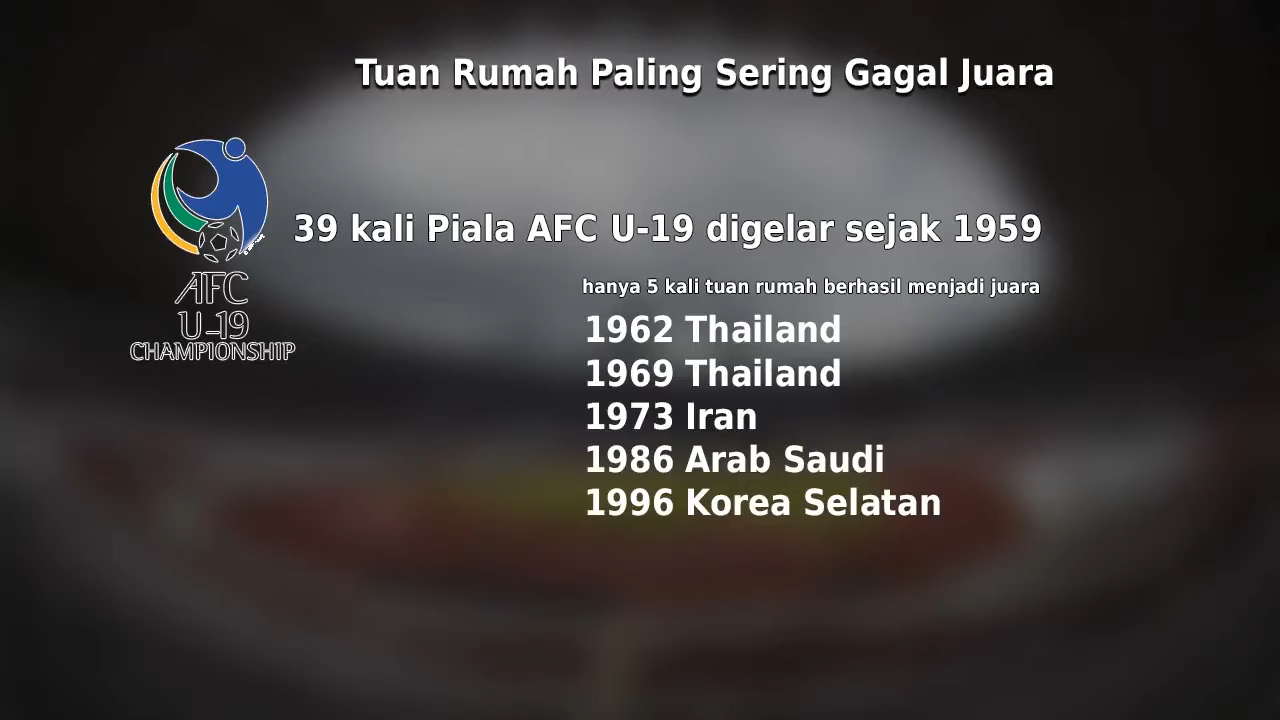 Tuan Rumah Paling Sering Gagal Juara
39 kali Piala AFC U-19 digelar sejak 1959
AFC
U-19
CHAMPIONSHIP
hanya 5 kali tuan rumah berhasil menjadi juara
1962 Thailand
1969 Thailand
1973 Iran
1986 Arab Saudi
1996 Korea Selatan